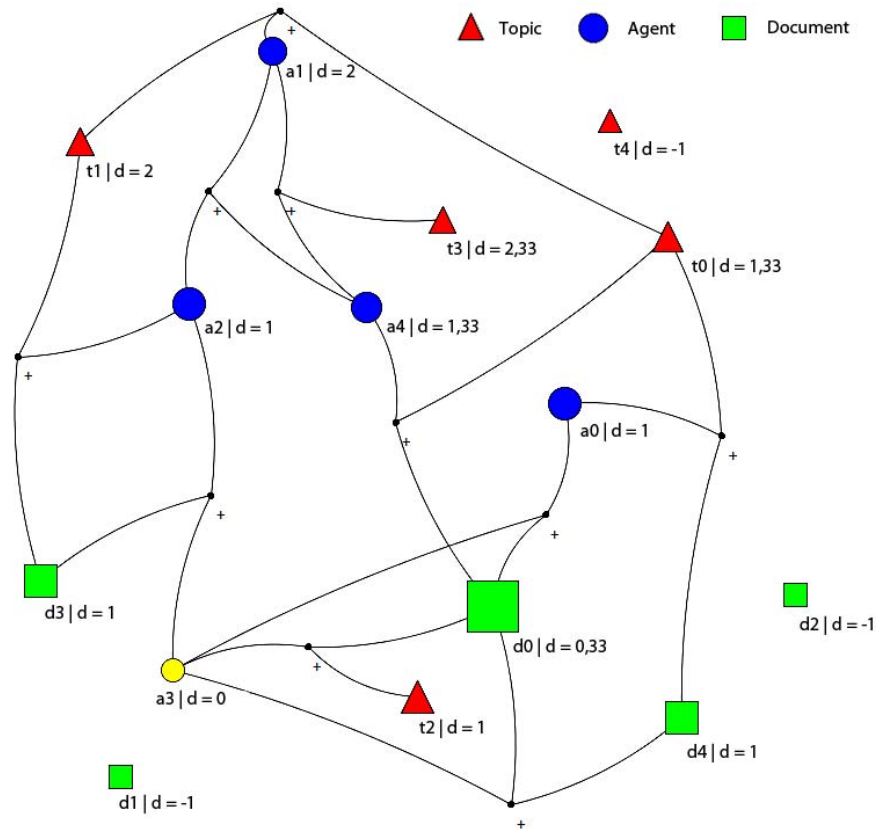 Topic
Agent
Document
+
a1 | d = 2
t4 | d = -1
t1 | d = 2
+
+
t3 | d = 2,33
t0 | d = 1,33
a2 | d = 1
a4 | d = 1,33
+
+
a0 | d = 1
+
+
+
d3 | d = 1
d2 | d = -1
d0 | d = 0,33
+
a3 | d = 0
t2 | d = 1
d4 | d = 1
d1 | d = -1
+